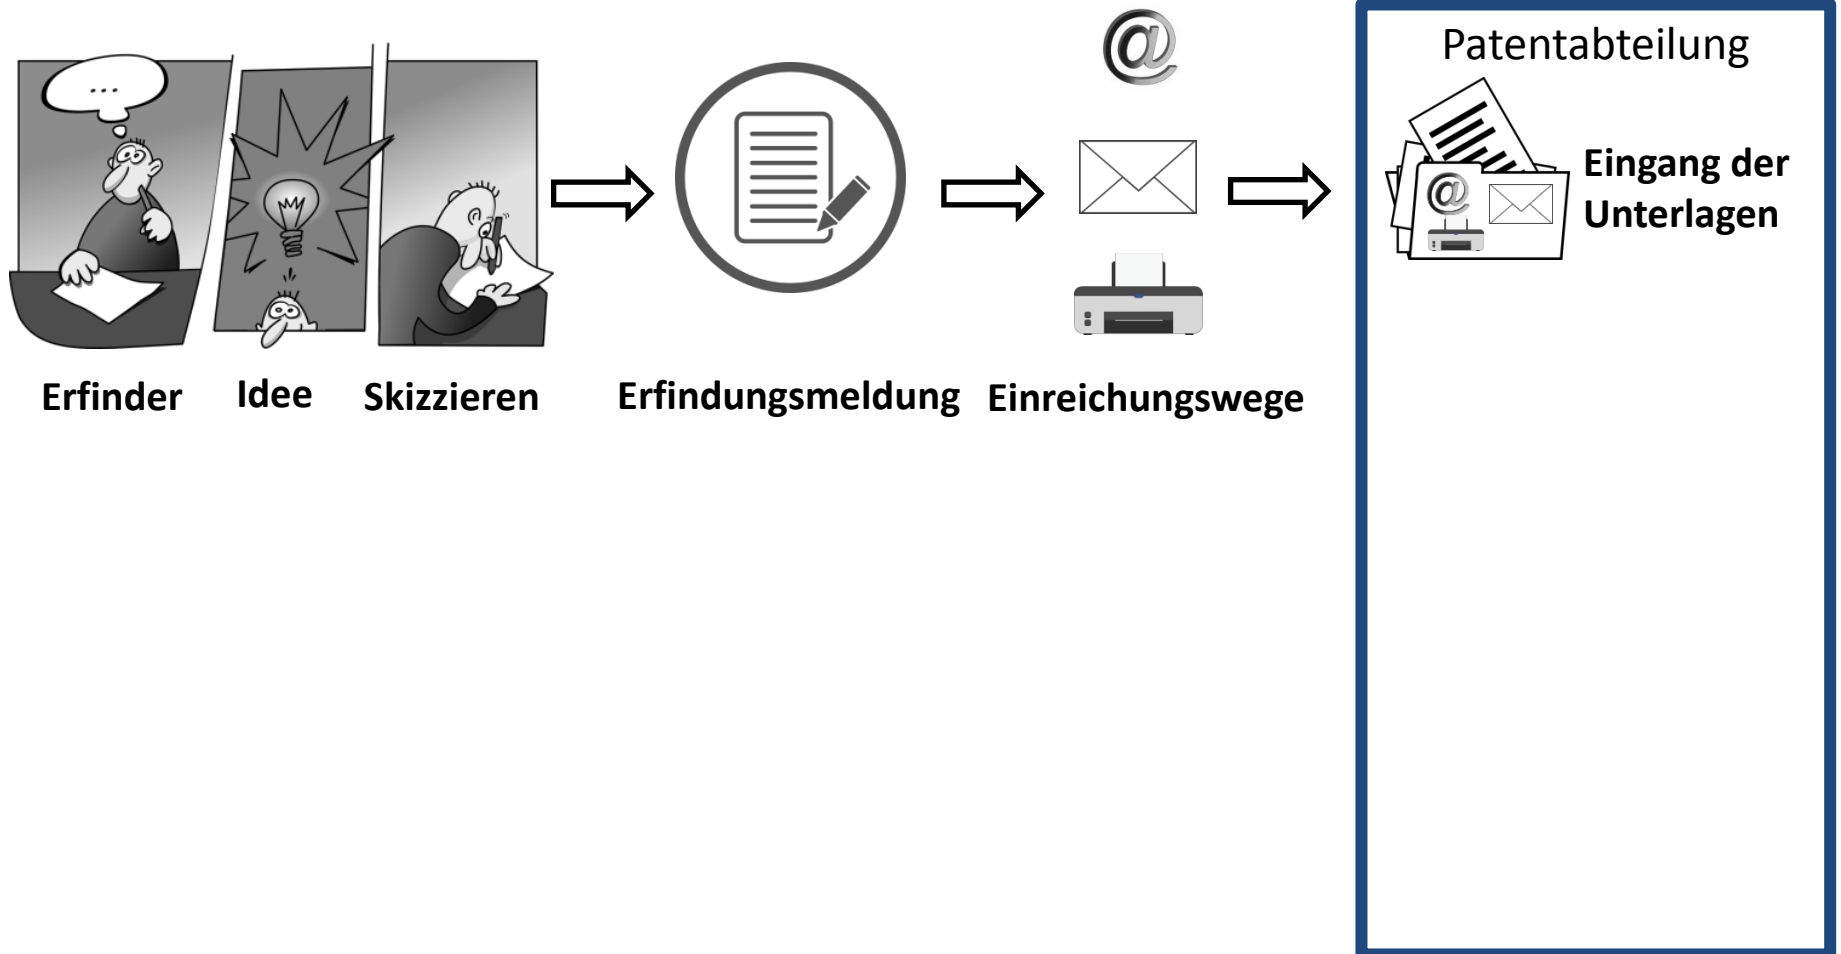 Patentabteilung
...
@
@
Eingang der
Unterlagen
Erfinder
Idee
Skizzieren
Erfindungsmeldung
Einreichungswege